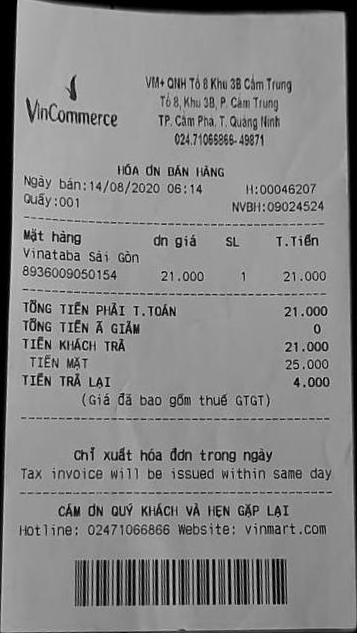 VinCommerce
VM+ QNH Tổ 8 Khu 3B Cẩm Trung
Tổ 8, Khu 3B, P. Cẩm Trung
TP. Cẩm Phả, T. Quảng Ninh
024.71066866-49871
HÓA ĐN BÁN HÀNG
Ngày bán:14/08/2020 06:14 H:00046207
Quầy:001 NVBH:09024524
Mặt hàng đn giá SL T.Tiền
Vinataba Sài Gòn
8936009050154 21.000 1 21.000
TỔNG TIỀN PHẢI T.TOÁN 21.000
TỔNG TIỀN Ã GIẢM 0
TIỀN KHÁCH TRẢ 21.000
TIỀN MẶT 25.000
TIỀN TRẢ LẠI 4.000
(Giá đã bao gồm thuế GTGT)
Chỉ xuất hóa đơn trong ngày
Tax invoice will be issued within same day
CẢM ƠN QUÝ KHÁCH VÀ HẸN GẶP LẠI
Hotline: 02471066866 Website: vinmart.com